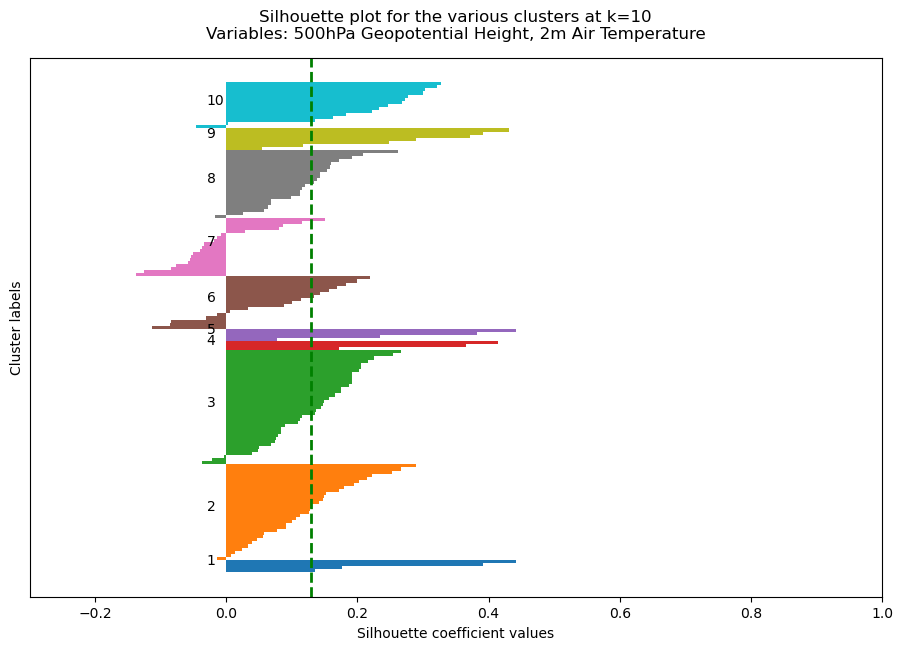 Silhouette plot for the various clusters at k=10
Variables: 500hPa Geopotential Height, 2m Air Temperature
Cluster labels
10
9
8
7
6
5
4
3
2
1
−0.2 0.0 0.2 0.4 0.6 0.8 1.0
Silhouette coefficient values